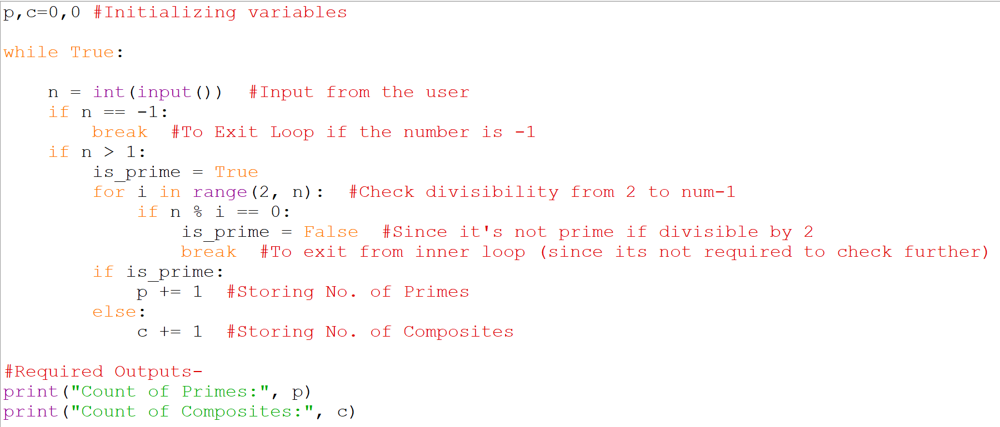 p,c=0,0 #Initializing variables
while True:
    n = int(input())  #Input from the user
    if n == -1:
        break  #To Exit Loop if the number is -1
    if n > 1:
        is_prime = True
        for i in range(2, n):  #Check divisibility from 2 to num-1
            if n % i == 0:
                is_prime = False  #Since it's not prime if divisible by 2
                break  #To exit from inner loop (since its not required to check further)
        if is_prime:
            p += 1  #Storing No. of Primes
        else:
            c += 1  #Storing No. of Composites
#Required Outputs-
print("Count of Primes:", p)
print("Count of Composites:", c)